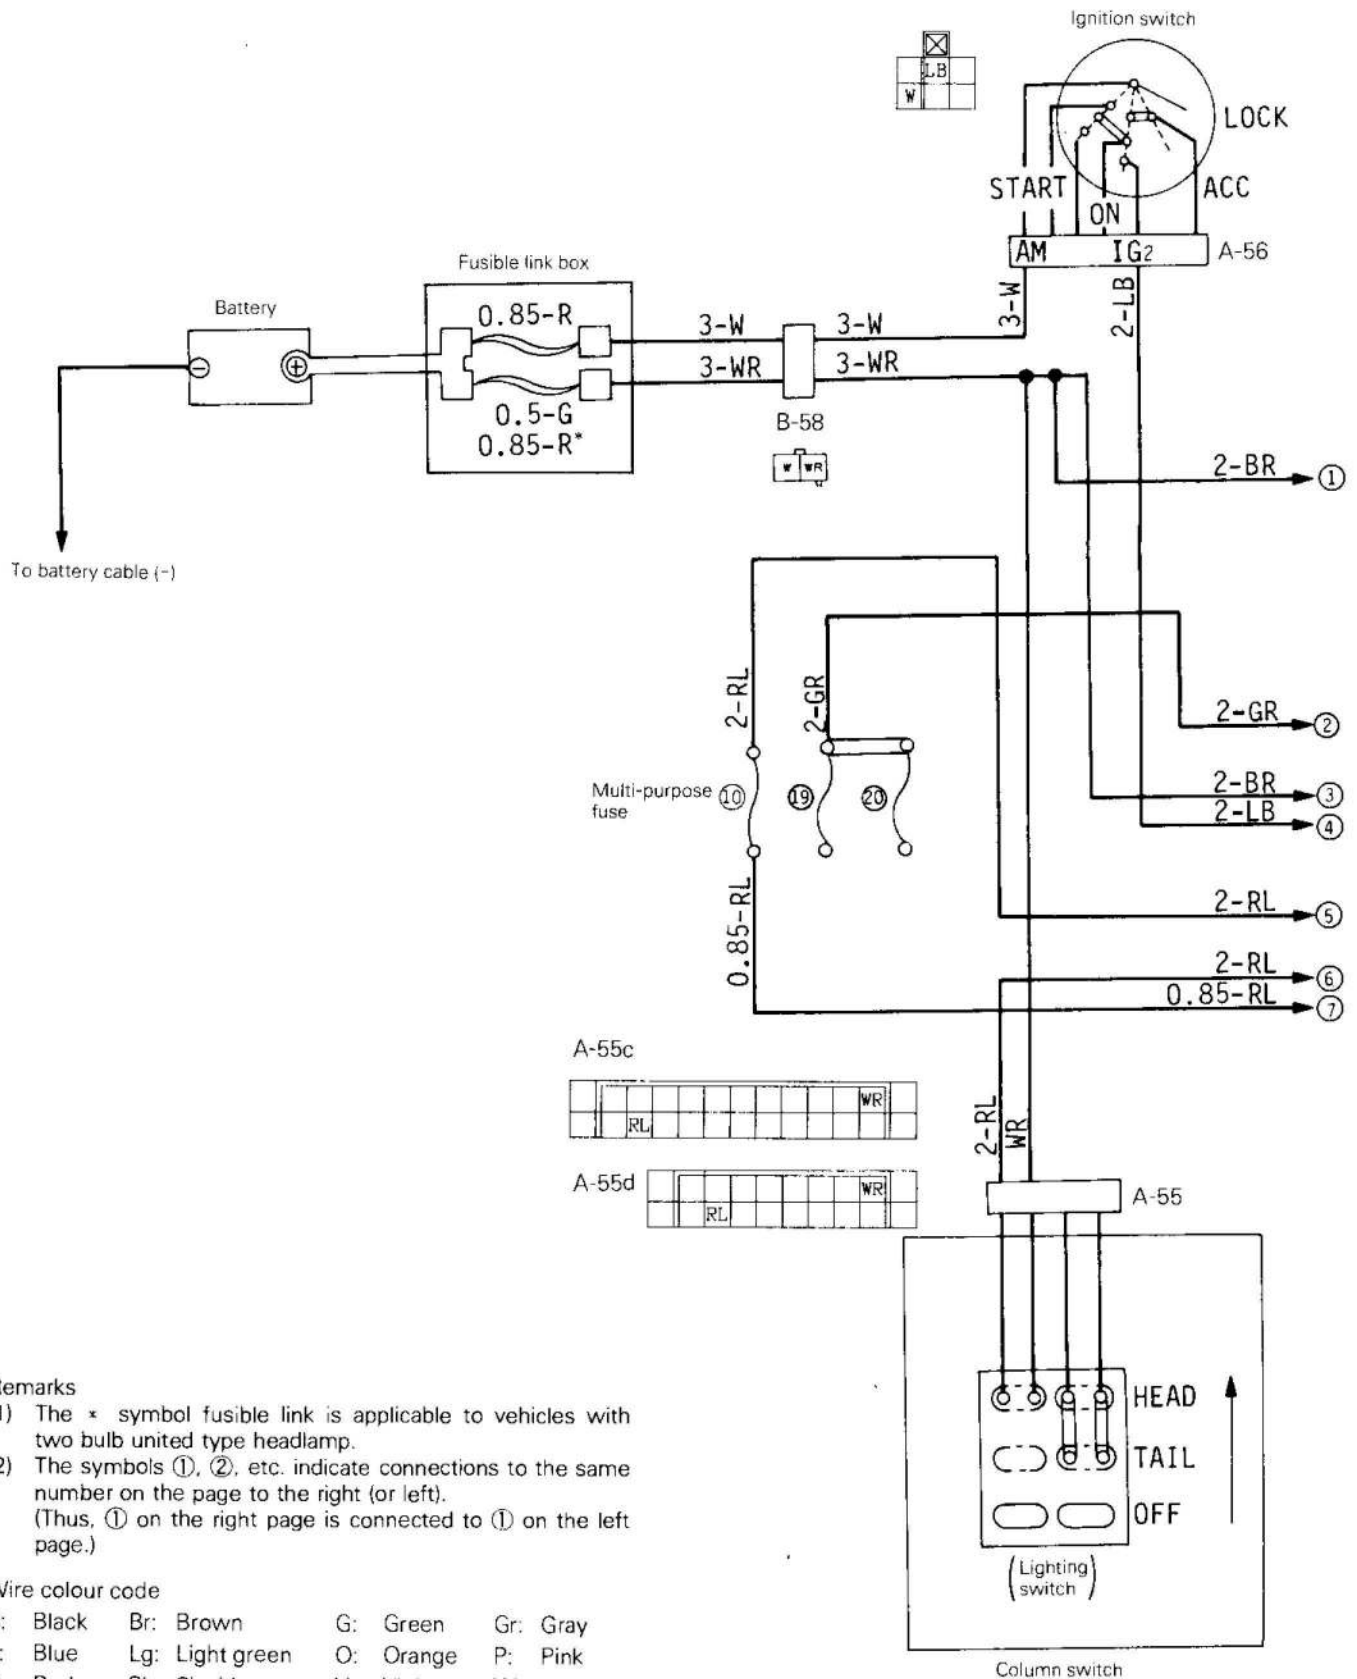 Ignition switch
LB
W
LOCK
START
ACC
ON
AM
IG2
A-56
Fusible link box
Battery
0.85-R
3-W
3-W
3-W
2-LB
3-WR
3-WR
0.5-G
0.85-R*
B-58
W WR
2-BR
①
To battery cable (-)
2-RL
2-GR
2-GR
②
Multi-purpose
fuse
⑩
⑲
⑳
2-BR
③
2-LB
④
0.85-RL
2-RL
⑤
2-RL
⑥
0.85-RL
⑦
A-55c
WR
RL
2-RL
WR
A-55d
WR
RL
A-55
HEAD
TAIL
OFF
(Lighting
switch)
Column switch
emarks
1) The * symbol fusible link is applicable to vehicles with
two bulb united type headlamp.
2) The symbols ①, ②, etc. indicate connections to the same
number on the page to the right (or left).
(Thus, ① on the right page is connected to ① on the left
page.)
Wire colour code
: Black Br: Brown G: Green Gr: Gray
: Blue Lg: Light green O: Orange P: Pink